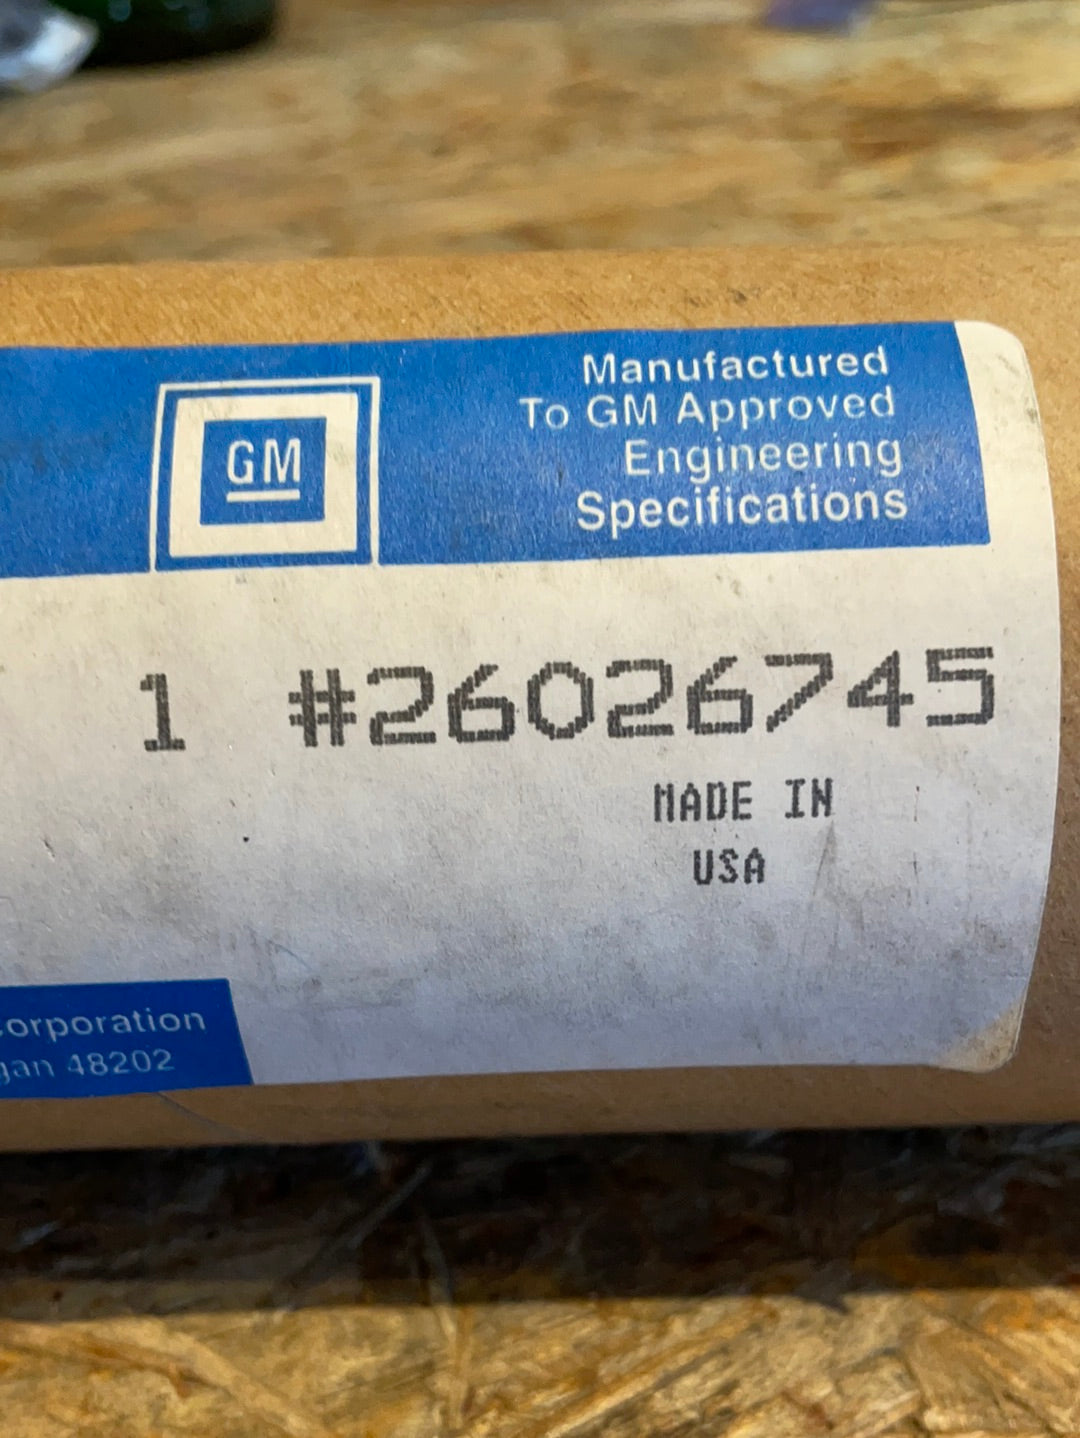 GM
Manufactured
To GM Approved
Engineering
Specifications
1 #26026745
MADE IN
USA
orporation
gan 48202